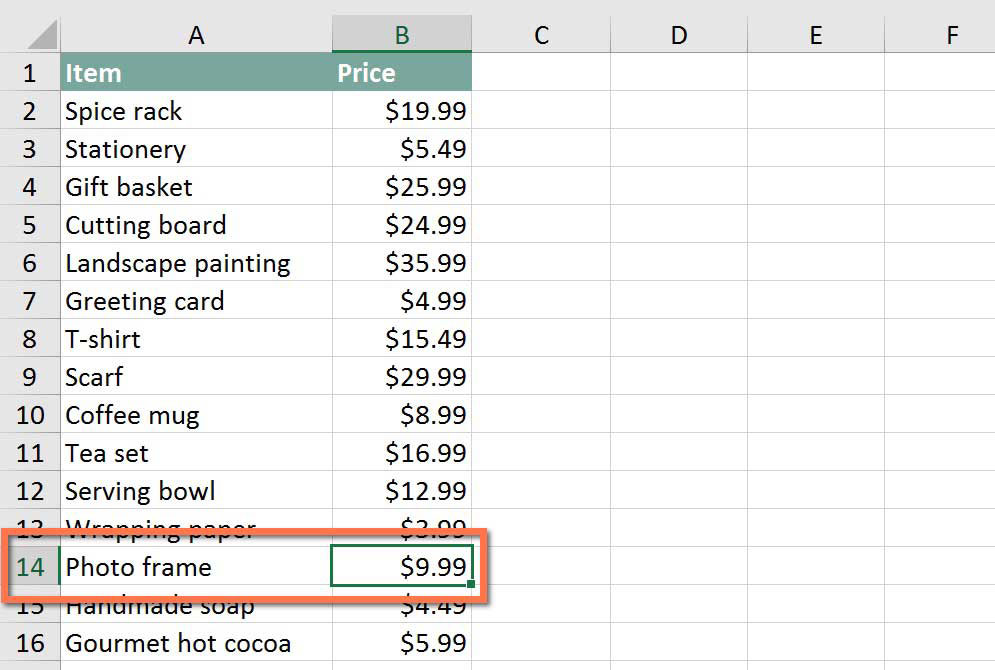 A B C D E F
1 Item Price
2 Spice rack $19.99
3 Stationery $5.49
4 Gift basket $25.99
5 Cutting board $24.99
6 Landscape painting $35.99
7 Greeting card $4.99
8 T-shirt $15.49
9 Scarf $29.99
10 Coffee mug $8.99
11 Tea set $16.99
12 Serving bowl $12.99
13 Wrapping paper $3.99
14 Photo frame $9.99
15 Handmade soap $4.49
16 Gourmet hot cocoa $5.99